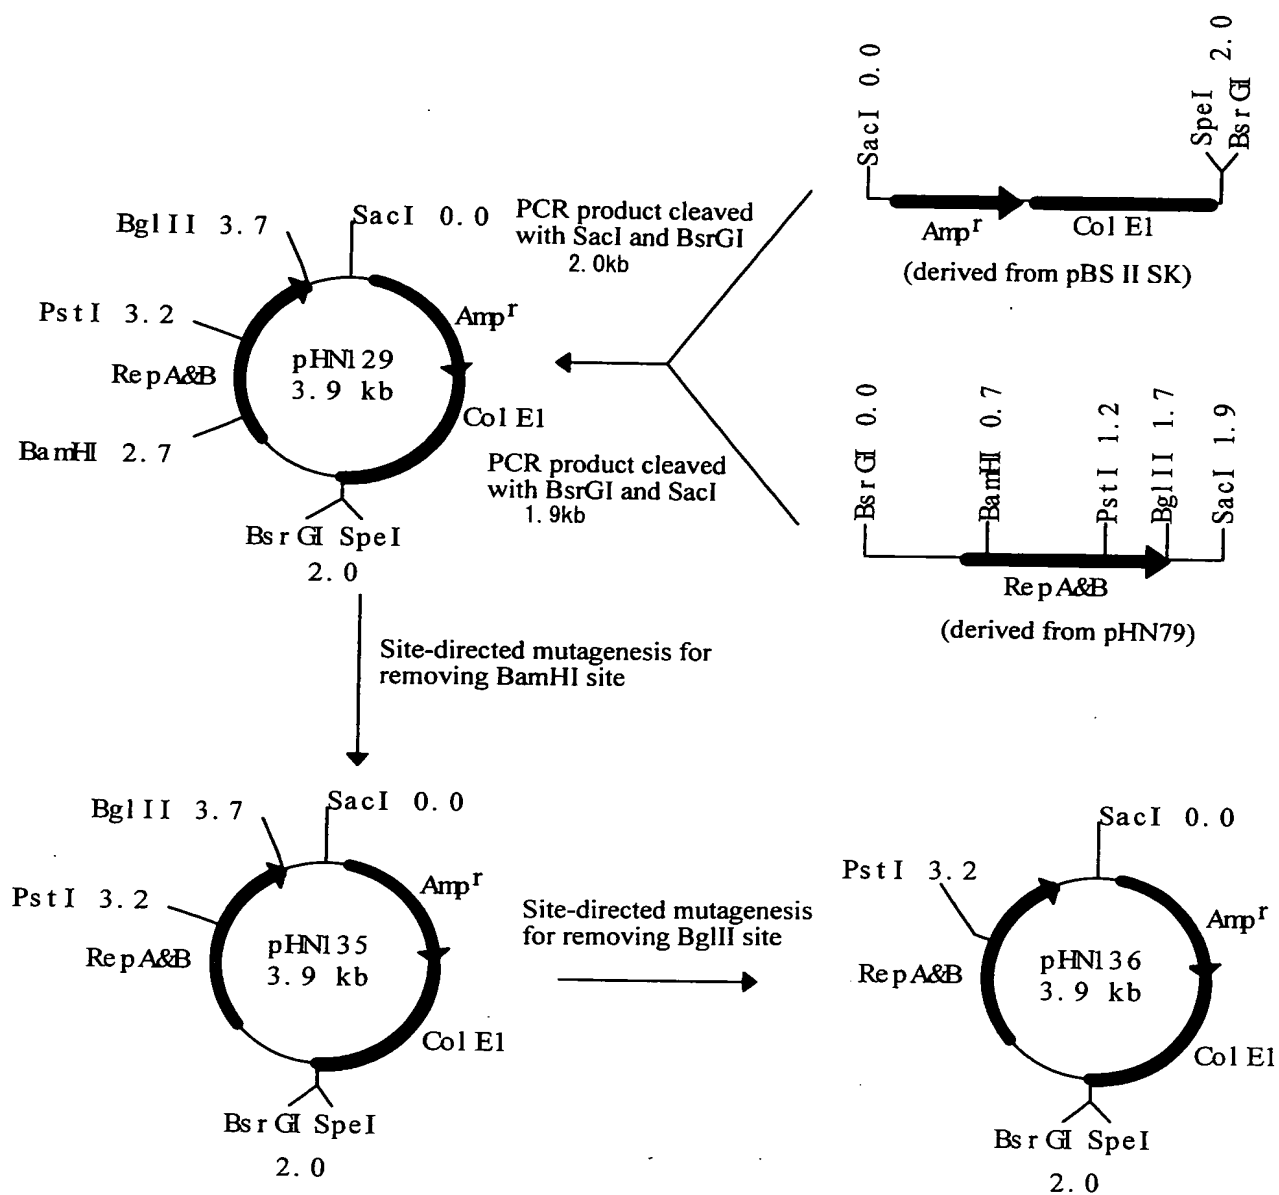 SacI 0.0
SpeI
BsrGI 2.0
Amp^r
Col E1
(derived from pBS II SK)
PCR product cleaved
with SacI and BsrGI
2.0kb
BglII 3.7
SacI 0.0
PstI 3.2
Amp^r
pHN129
3.9 kb
RepA&B
Col E1
BamHI 2.7
BsrGI SpeI
2.0
PCR product cleaved
with BsrGI and SacI
1.9kb
BsrGI 0.0
BamHI 0.7
PstI 1.2
BglII 1.7
SacI 1.9
RepA&B
(derived from pHN79)
Site-directed mutagenesis for
removing BamHI site
BglII 3.7
SacI 0.0
PstI 3.2
Amp^r
pHN135
3.9 kb
RepA&B
Col E1
BsrGI SpeI
2.0
Site-directed mutagenesis
for removing BglII site
SacI 0.0
PstI 3.2
Amp^r
pHN136
3.9 kb
RepA&B
Col E1
BsrGI SpeI
2.0